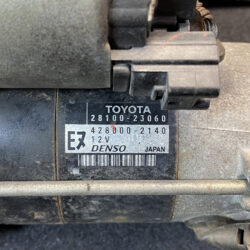 TOYOTA
28100-23060
EX 428000-2140
12V
DENSO JAPAN